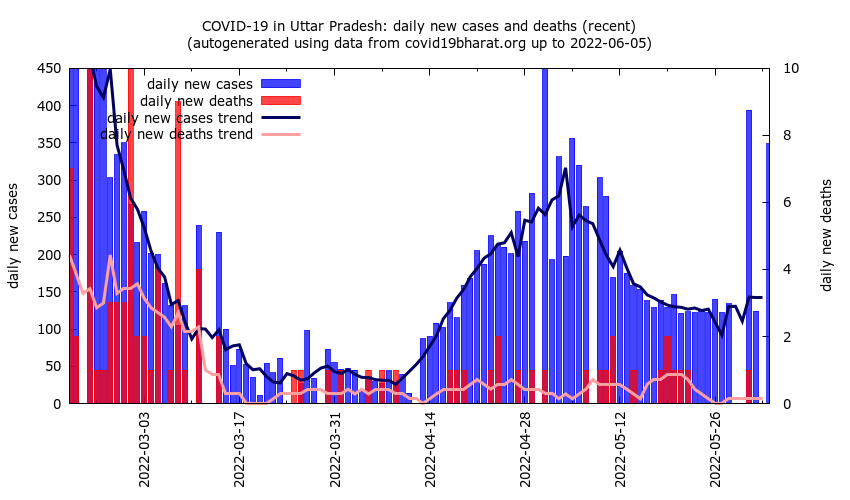 COVID-19 in Uttar Pradesh: daily new cases and deaths (recent)
(autogenerated using data from covid19bharat.org up to 2022-06-05)
daily new cases
daily new deaths
daily new cases trend
daily new deaths trend
450
400
350
300
250
200
150
100
50
0
10
8
6
4
2
0
daily new cases
daily new deaths
2022-03-03
2022-03-17
2022-03-31
2022-04-14
2022-04-28
2022-05-12
2022-05-26